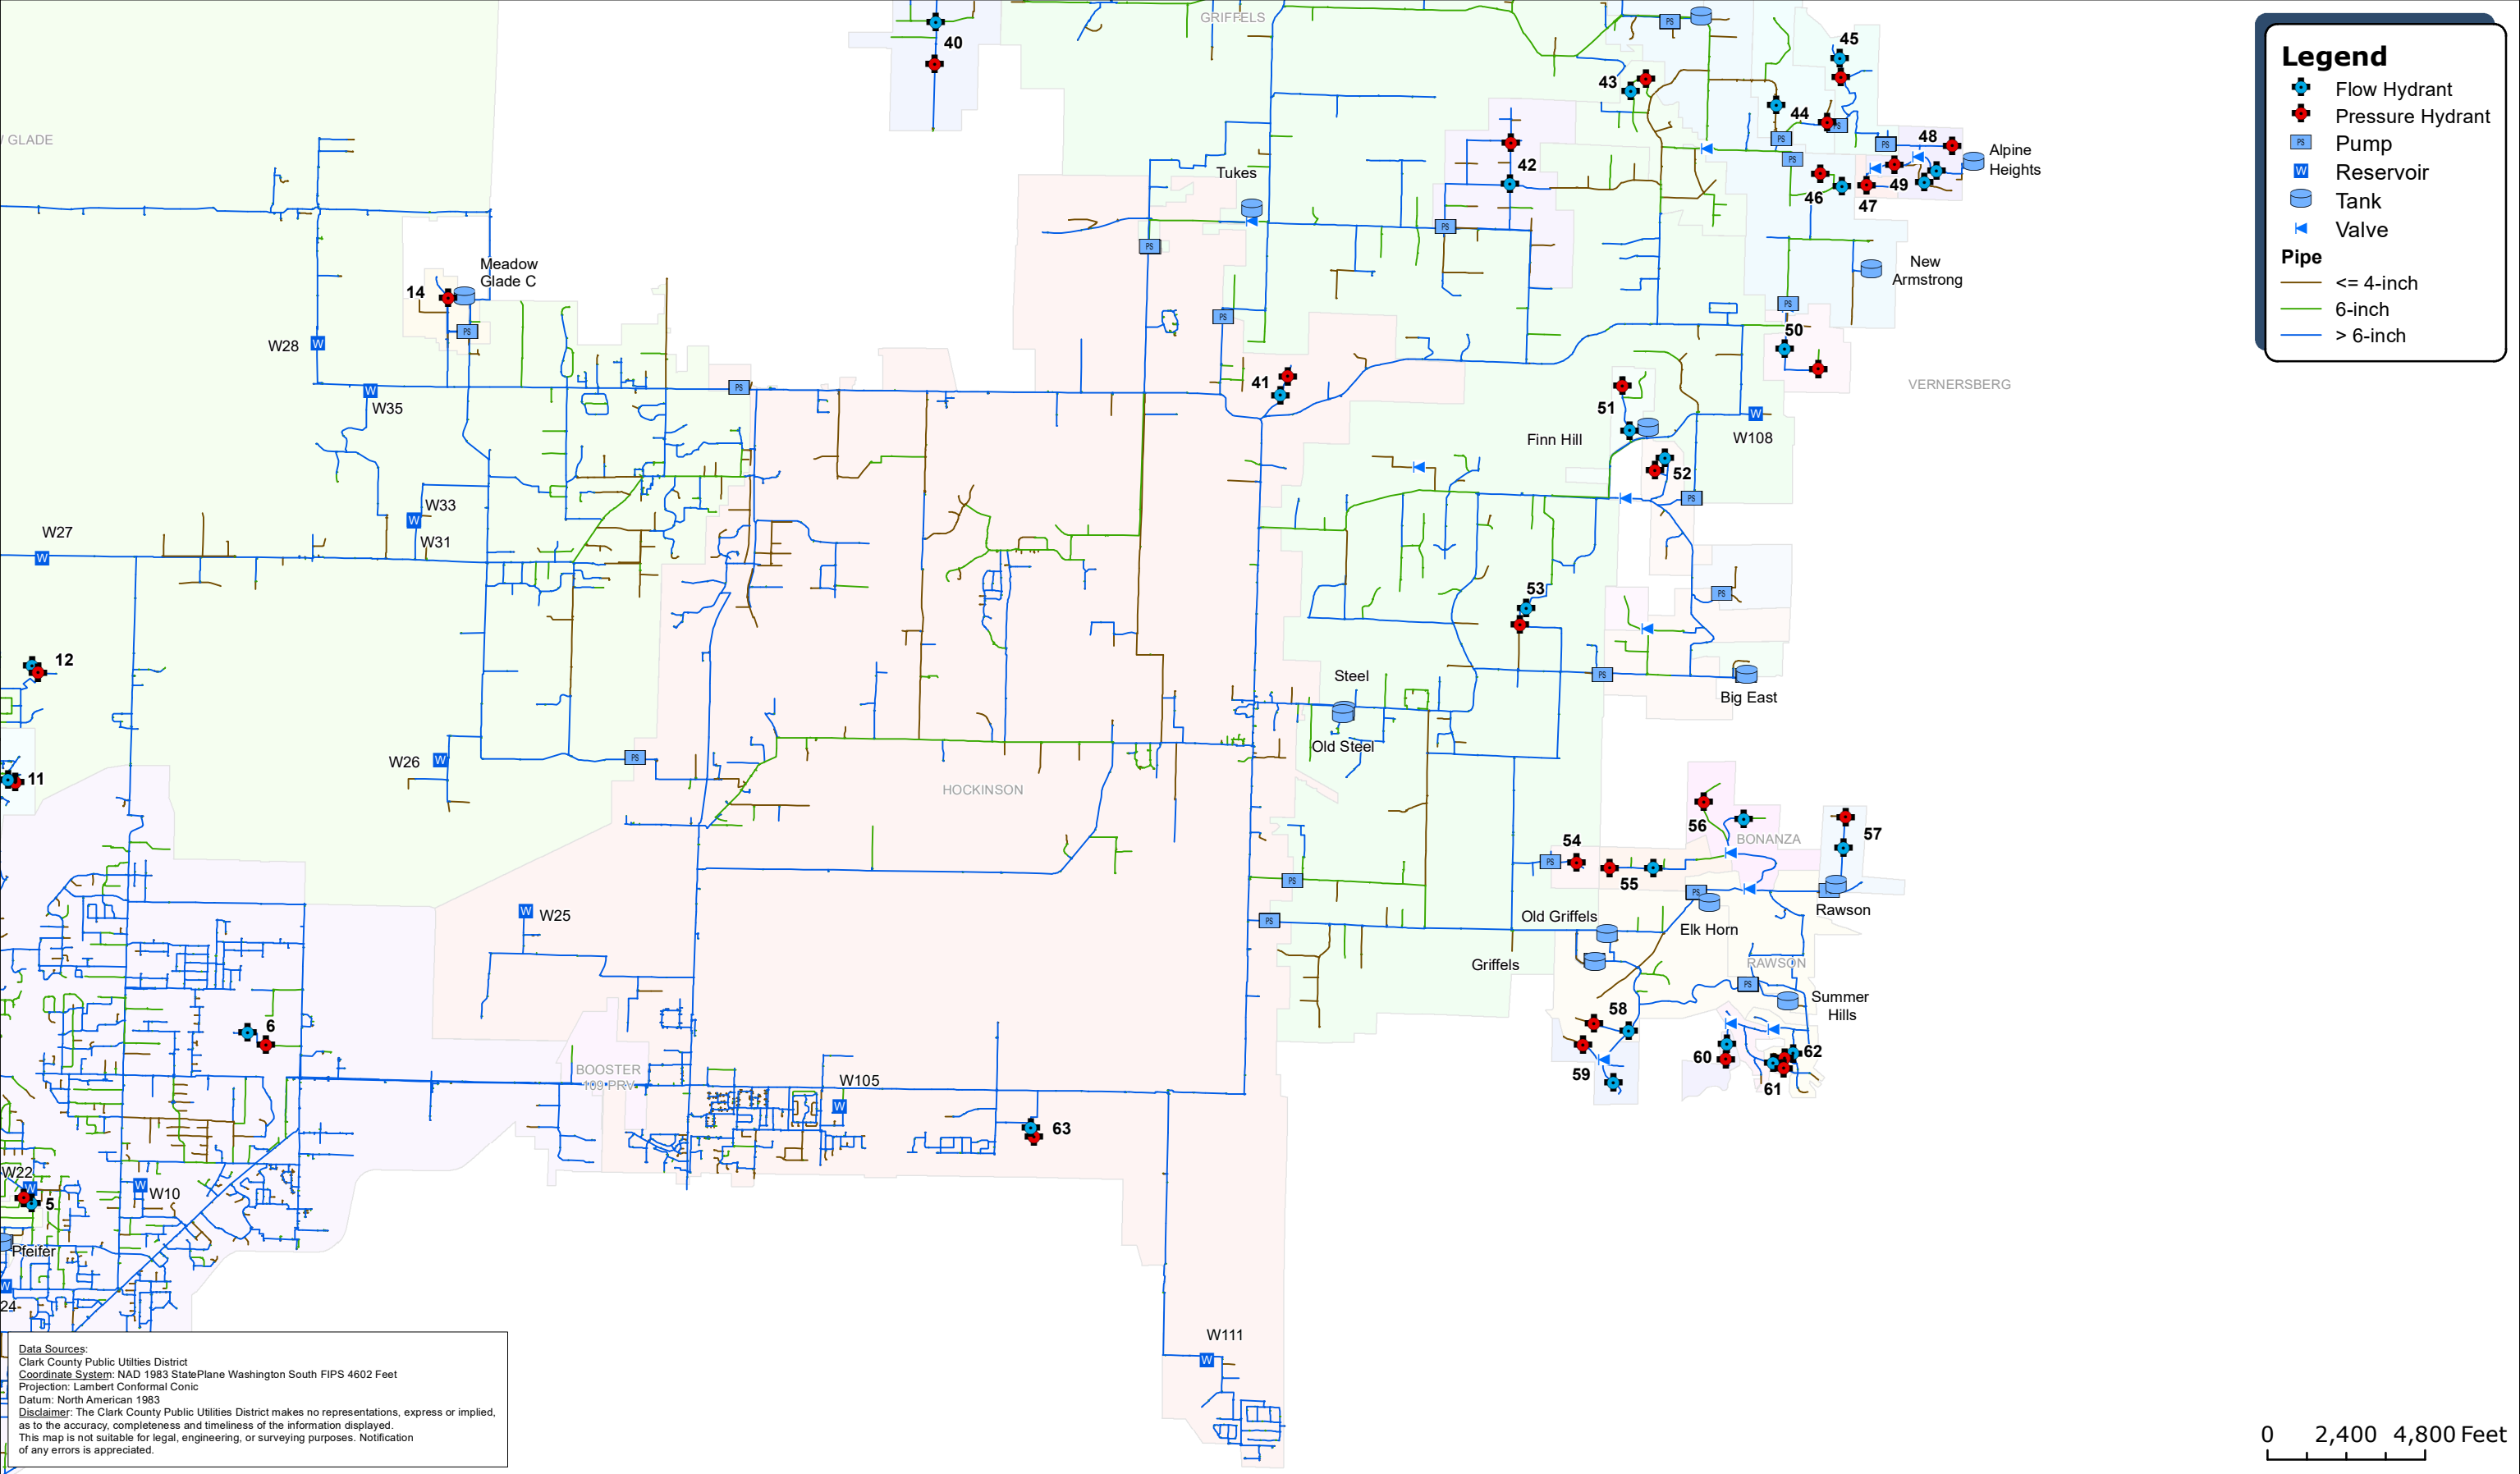 GRIFFELS
40
45
43
44
PS
48
Alpine
Heights
42
Tukes
46
49
47
/ GLADE
Meadow
Glade C
14
New
Armstrong
50
W28
41
VERNERSBERG
W35
51
Finn Hill
W108
52
W33
W27
W31
53
12
Steel
Big East
Old Steel
11
W26
HOCKINSON
56
BONANZA
57
54
55
Rawson
W25
Old Griffels
Elk Horn
Griffels
RAWSON
Summer
Hills
58
6
60
62
59
61
BOOSTER
109 PRV
W105
63
W22
5
W10
Pfeifer
24-
W111
Legend
Flow Hydrant
Pressure Hydrant
PS Pump
W Reservoir
Tank
Valve
Pipe
<= 4-inch
6-inch
> 6-inch
Data Sources:
Clark County Public Utilties District
Coordinate System: NAD 1983 StatePlane Washington South FIPS 4602 Feet
Projection: Lambert Conformal Conic
Datum: North American 1983
Disclaimer: The Clark County Public Utilities District makes no representations, express or implied,
as to the accuracy, completeness and timeliness of the information displayed.
This map is not suitable for legal, engineering, or surveying purposes. Notification
of any errors is appreciated.
0 2,400 4,800 Feet